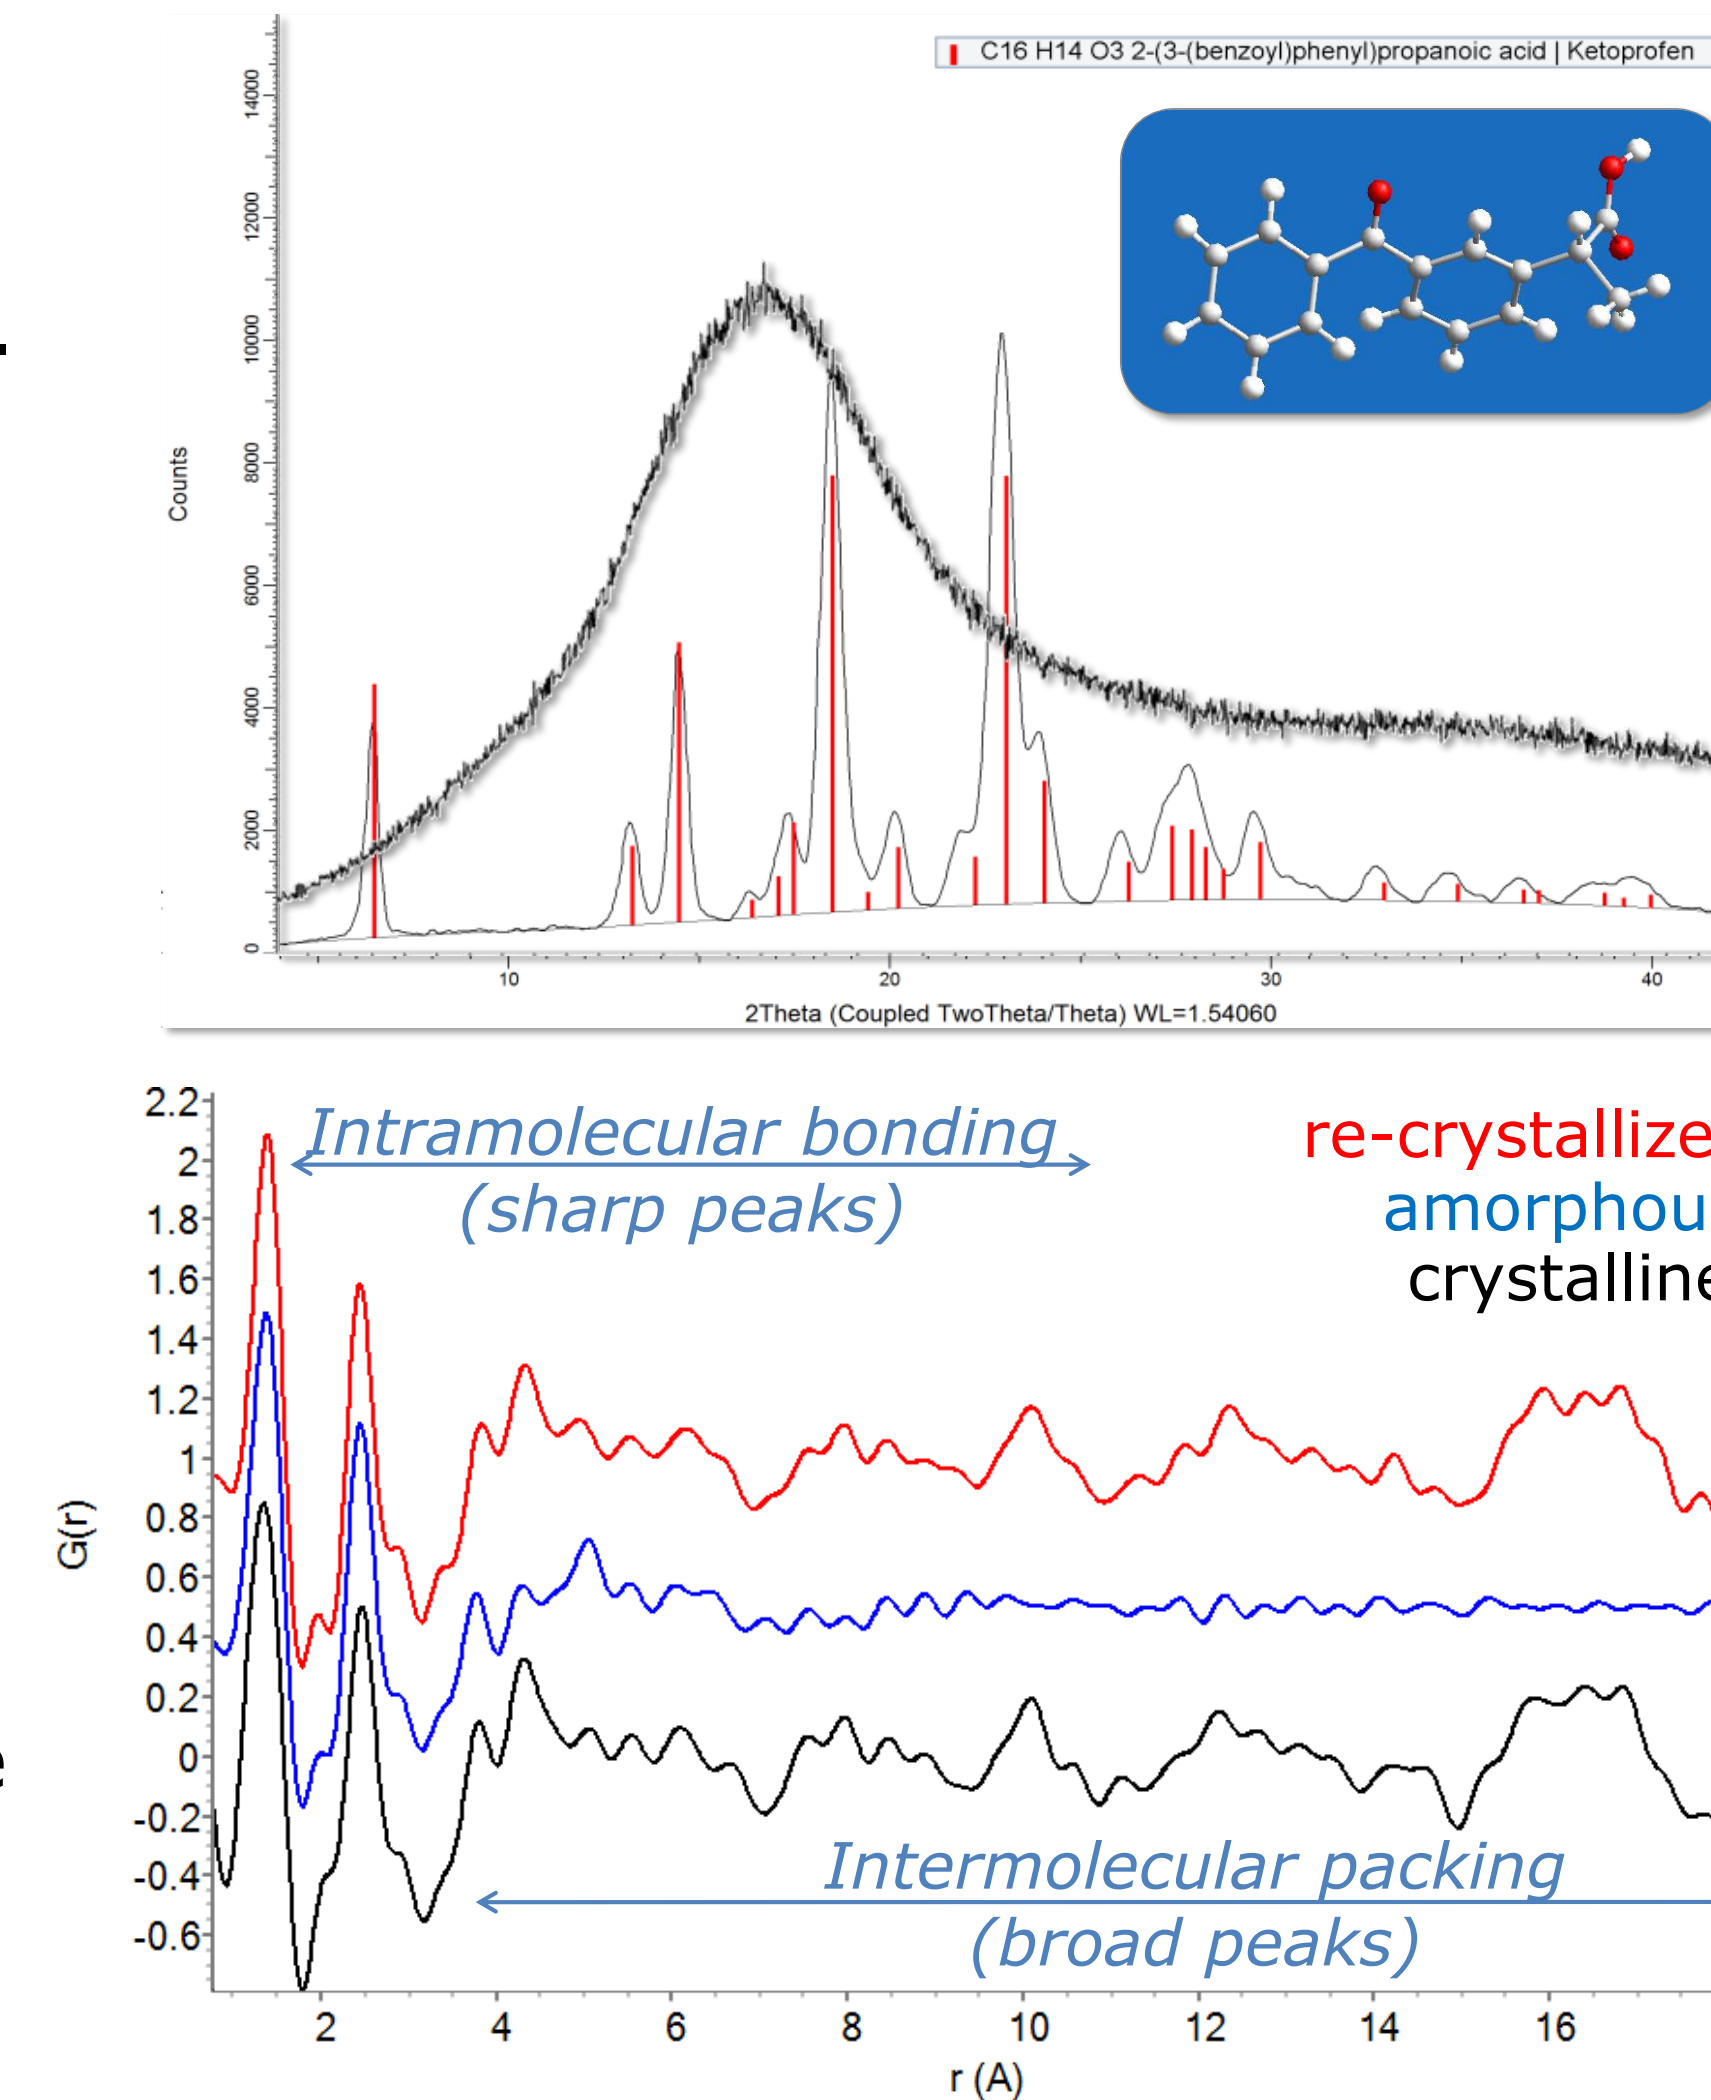 C16 H14 O3 2-(3-(benzoyl)phenyl)propanoic acid | Ketoprofen
14000
12000
10000
8000
6000
4000
2000
0
Counts
10 20 30 40
2Theta (Coupled TwoTheta/Theta) WL=1.54060
2.2
2
1.8
1.6
1.4
1.2
1
0.8
0.6
0.4
0.2
0
-0.2
-0.4
-0.6
G(r)
Intramolecular bonding
(sharp peaks)
re-crystallize
amorphou
crystalline
Intermolecular packing
(broad peaks)
2 4 6 8 10 12 14 16
r (A)